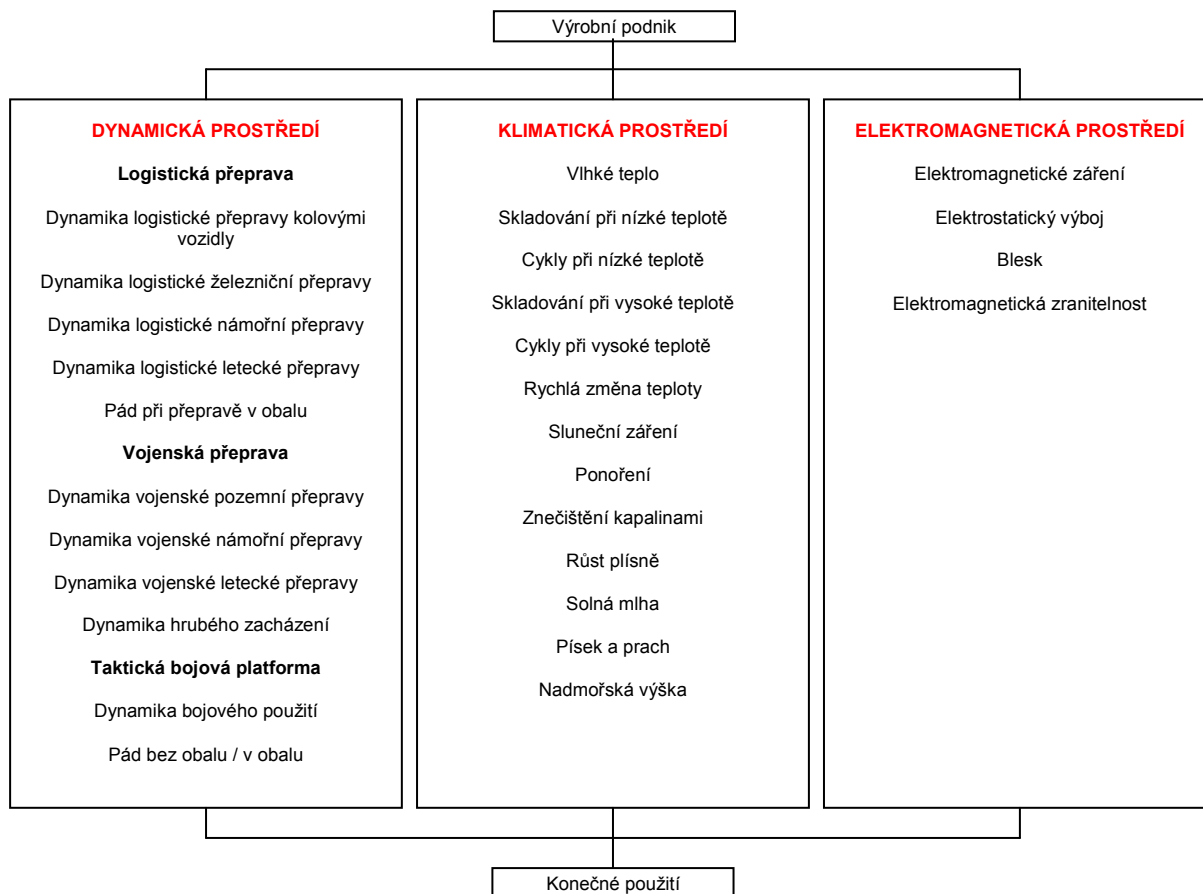 Výrobní podnik
DYNAMICKÁ PROSTŘEDÍ
Logistická přeprava
Dynamika logistické přepravy kolovými
vozidly
Dynamika logistické železniční přepravy
Dynamika logistické námořní přepravy
Dynamika logistické letecké přepravy
Pád při přepravě v obalu
Vojenská přeprava
Dynamika vojenské pozemní přepravy
Dynamika vojenské námořní přepravy
Dynamika vojenské letecké přepravy
Dynamika hrubého zacházení
Taktická bojová platforma
Dynamika bojového použití
Pád bez obalu / v obalu
KLIMATICKÁ PROSTŘEDÍ
Vlhké teplo
Skladování při nízké teplotě
Cykly při nízké teplotě
Skladování při vysoké teplotě
Cykly při vysoké teplotě
Rychlá změna teploty
Sluneční záření
Ponoření
Znečištění kapalinami
Růst plísně
Solná mlha
Písek a prach
Nadmořská výška
ELEKTROMAGNETICKÁ PROSTŘEDÍ
Elektromagnetické záření
Elektrostatický výboj
Blesk
Elektromagnetická zranitelnost
Konečné použití